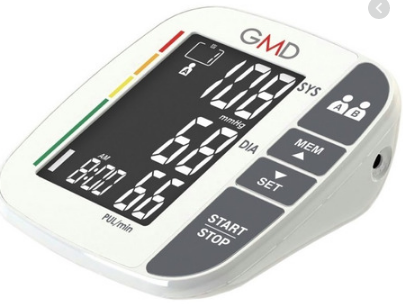 GMD
108
SYS
mmHg
A
A B
68
DIA
MEM
AM
8:00
66
SET
PUL/min
START
STOP